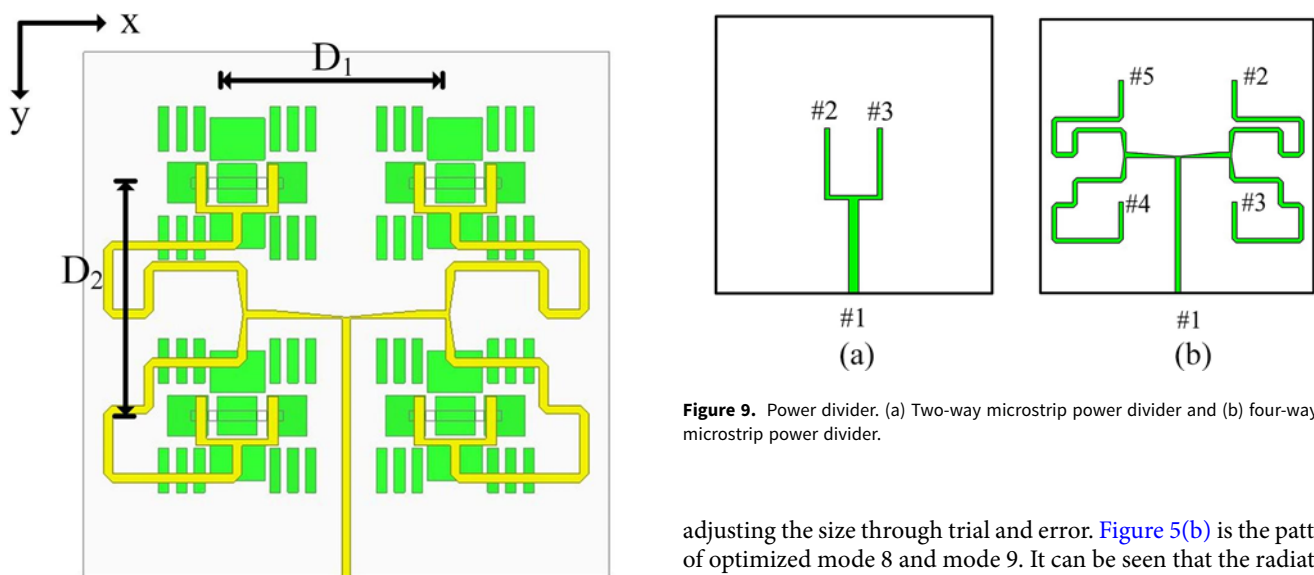 x
y
D1
D2
#2 #3
#1
(a)
#5 #2
#4 #3
#1
(b)
Figure 9. Power divider. (a) Two-way microstrip power divider and (b) four-way
microstrip power divider.
adjusting the size through trial and error. Figure 5(b) is the patt
of optimized mode 8 and mode 9. It can be seen that the radiat